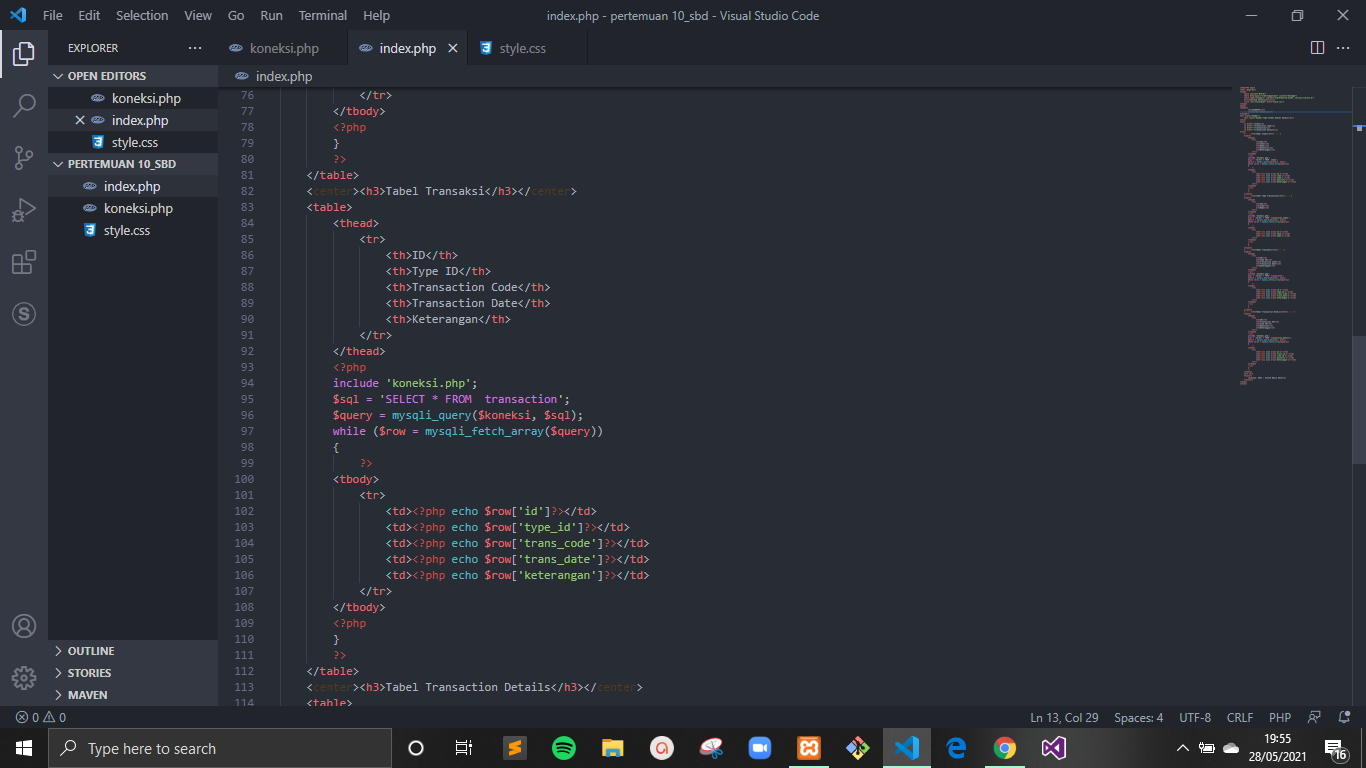 File Edit Selection View Go Run Terminal Help index.php - pertemuan 10_sbd - Visual Studio Code
EXPLORER
koneksi.php index.php style.css
OPEN EDITORS
koneksi.php
index.php
style.css
PERTEMUAN 10_SBD
index.php
koneksi.php
style.css
OUTLINE
STORIES
MAVEN
index.php
76 </tr>
77 </tbody>
78 <?php
79 }
80 ?>
81 </table>
82 <center><h3>Tabel Transaksi</h3></center>
83 <table>
84 <thead>
85 <tr>
86 <th>ID</th>
87 <th>Type ID</th>
88 <th>Transaction Code</th>
89 <th>Transaction Date</th>
90 <th>Keterangan</th>
91 </tr>
92 </thead>
93 <?php
94 include 'koneksi.php';
95 $sql = 'SELECT * FROM  transaction';
96 $query = mysqli_query($koneksi, $sql);
97 while ($row = mysqli_fetch_array($query))
98 {
99 ?>
100 <tbody>
101 <tr>
102 <td><?php echo $row['id']?></td>
103 <td><?php echo $row['type_id']?></td>
104 <td><?php echo $row['trans_code']?></td>
105 <td><?php echo $row['trans_date']?></td>
106 <td><?php echo $row['keterangan']?></td>
107 </tr>
108 </tbody>
109 <?php
110 }
111 ?>
112 </table>
113 <center><h3>Tabel Transaction Details</h3></center>
114 <table>
0 0 Ln 13, Col 29 Spaces: 4 UTF-8 CRLF PHP
Type here to search
19:55
28/05/2021
16